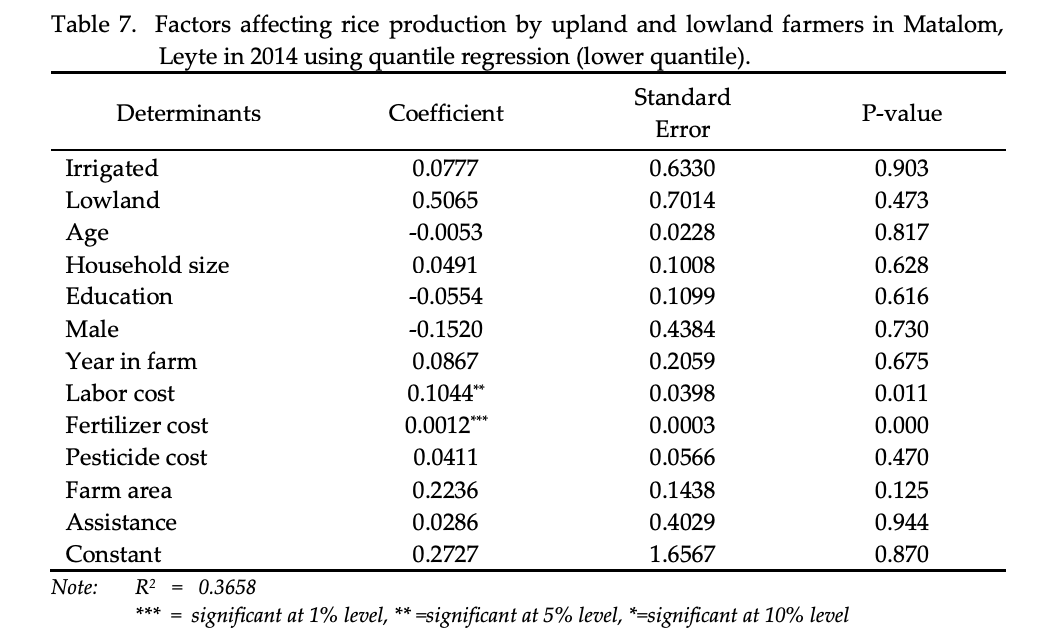 Table 7. Factors affecting rice production by upland and lowland farmers in Matalom,
Leyte in 2014 using quantile regression (lower quantile).
Determinants Coefficient Standard Error P-value
Irrigated 0.0777 0.6330 0.903
Lowland 0.5065 0.7014 0.473
Age -0.0053 0.0228 0.817
Household size 0.0491 0.1008 0.628
Education -0.0554 0.1099 0.616
Male -0.1520 0.4384 0.730
Year in farm 0.0867 0.2059 0.675
Labor cost 0.1044** 0.0398 0.011
Fertilizer cost 0.0012*** 0.0003 0.000
Pesticide cost 0.0411 0.0566 0.470
Farm area 0.2236 0.1438 0.125
Assistance 0.0286 0.4029 0.944
Constant 0.2727 1.6567 0.870
Note: R² = 0.3658
*** = significant at 1% level, ** =significant at 5% level, *=significant at 10% level